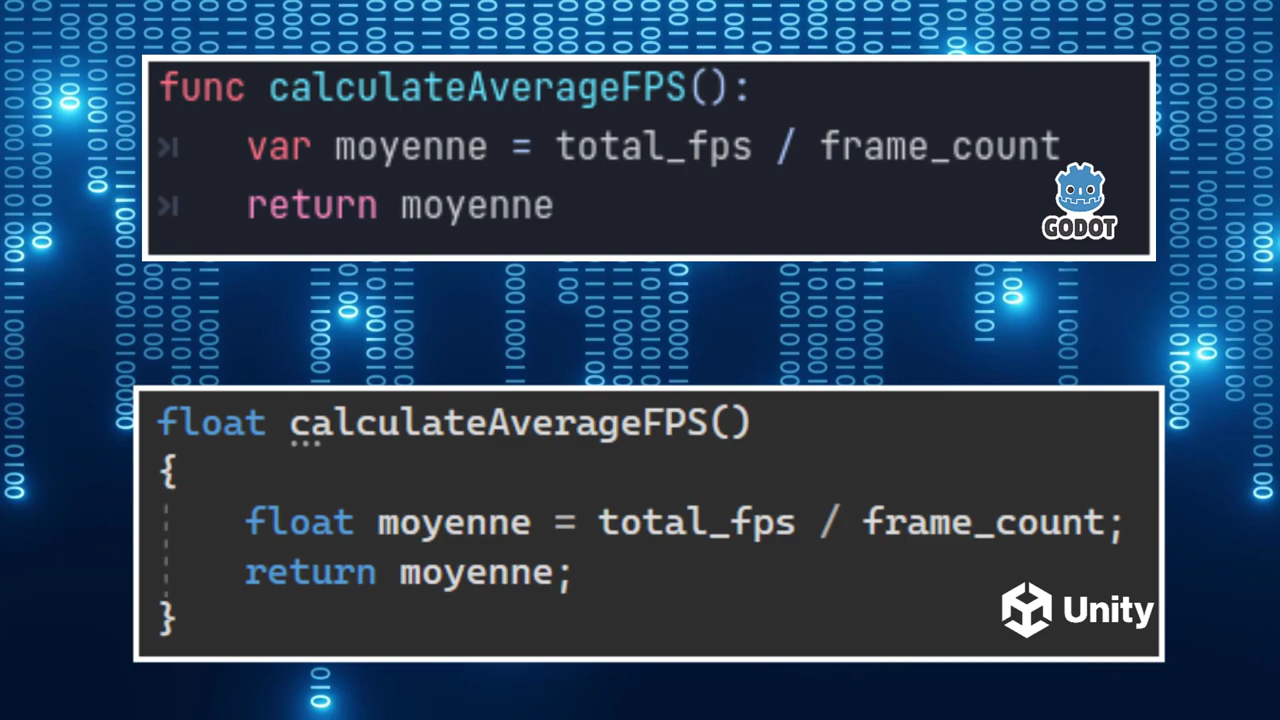 func calculateAverageFPS():
var moyenne = total_fps / frame_count
return moyenne
GODOT
float calculateAverageFPS()
{
float moyenne = total_fps / frame_count;
return moyenne;
}
Unity